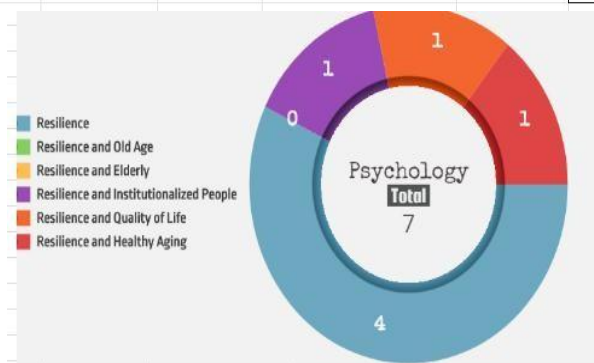 Resilience
Resilience and Old Age
Resilience and Elderly
Resilience and Institutionalized People
Resilience and Quality of Life
Resilience and Healthy Aging
1
1
0
1
Psychology
Total
7
4